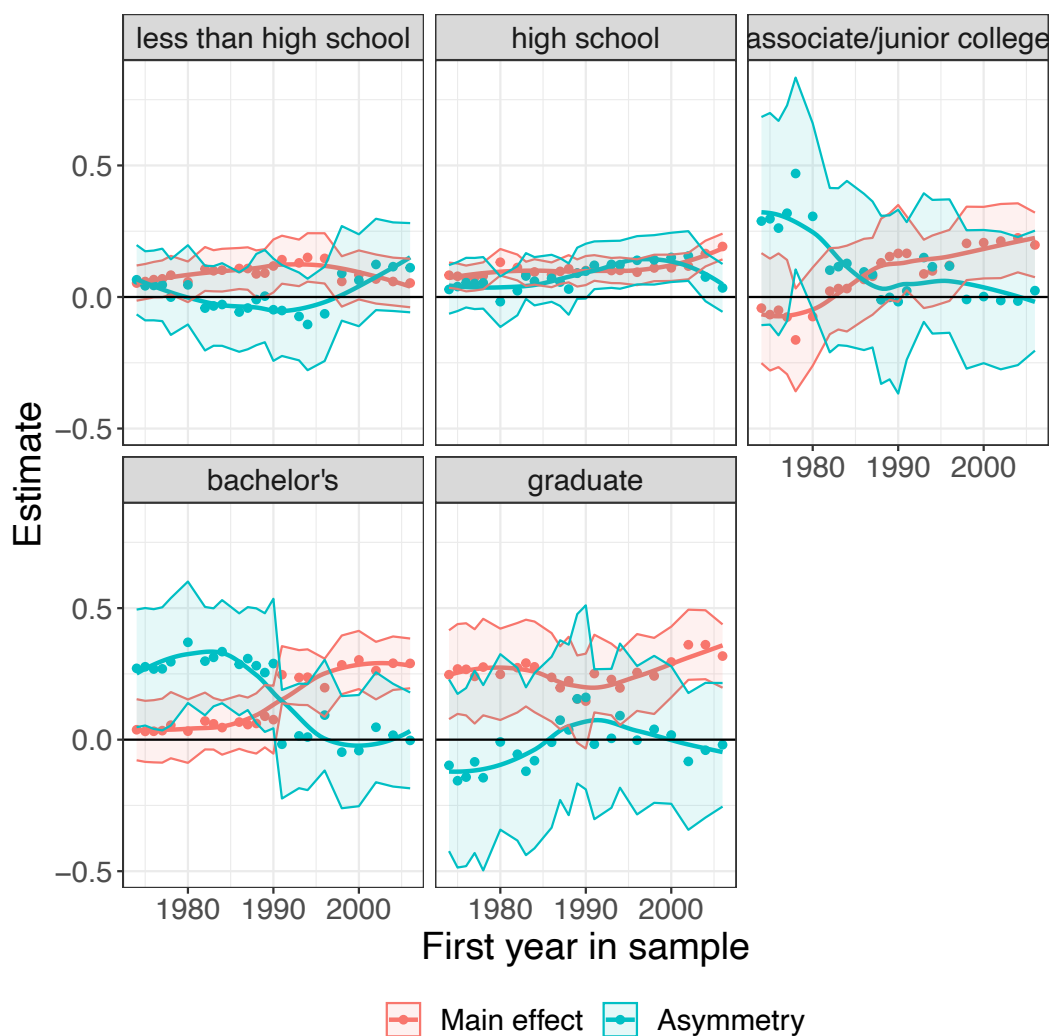 less than high school
high school
associate/junior college
0.5
0.0
−0.5
1980 1990 2000
bachelor's
graduate
0.5
0.0
−0.5
1980 1990 2000
1980 1990 2000
Estimate
First year in sample
Main effect
Asymmetry